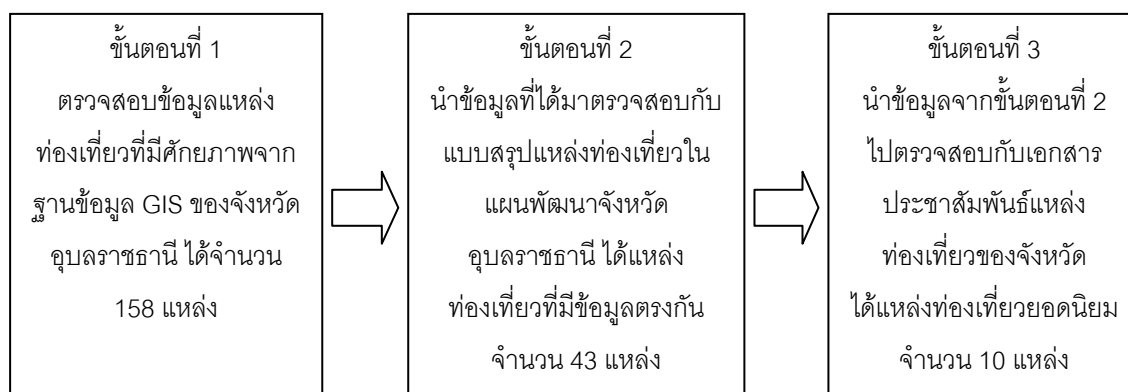 ขั้นตอนที่ 1
ตรวจสอบข้อมูลแหล่ง
ท่องเที่ยวที่มีศักยภาพจาก
ฐานข้อมูล GIS ของจังหวัด
อุบลราชธานี ได้จำนวน
158 แหล่ง
ขั้นตอนที่ 2
นำข้อมูลที่ได้มาตรวจสอบกับ
แบบสรุปแหล่งท่องเที่ยวใน
แผนพัฒนาจังหวัด
อุบลราชธานี ได้แหล่ง
ท่องเที่ยวที่มีข้อมูลตรงกัน
จำนวน 43 แหล่ง
ขั้นตอนที่ 3
นำข้อมูลจากขั้นตอนที่ 2
ไปตรวจสอบกับเอกสาร
ประชาสัมพันธ์แหล่ง
ท่องเที่ยวของจังหวัด
ได้แหล่งท่องเที่ยวยอดนิยม
จำนวน 10 แหล่ง